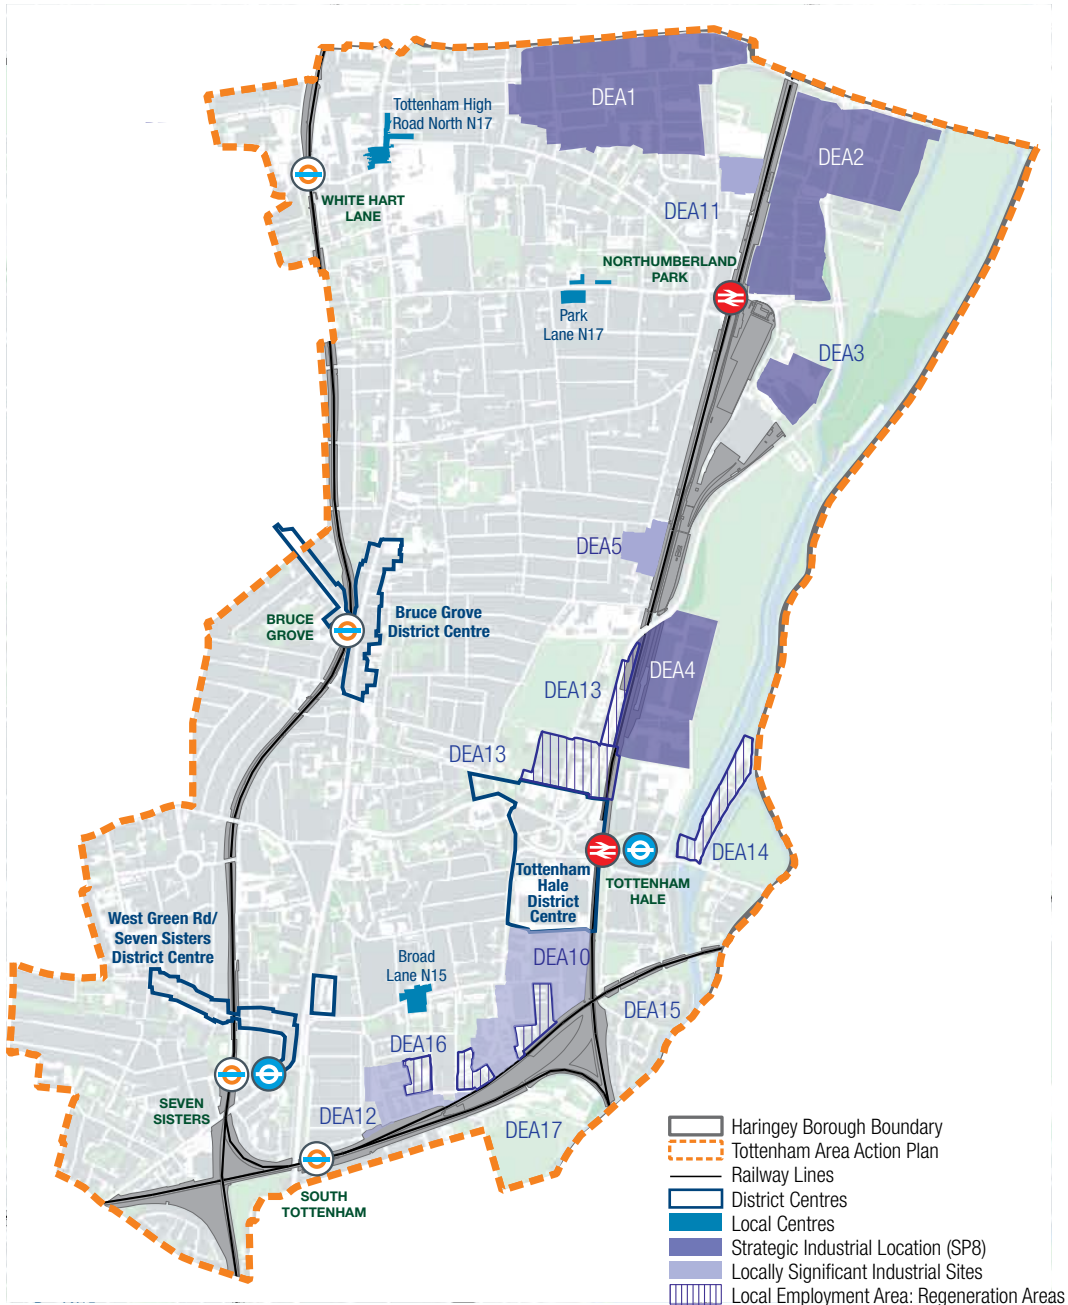 DEA1
Tottenham High
Road North N17
DEA2
WHITE HART
LANE
DEA11
NORTHUMBERLAND
PARK
Park
Lane N17
DEA3
DEA5
BRUCE
GROVE
Bruce Grove
District Centre
DEA4
DEA13
DEA13
DEA14
Tottenham
Hale
District
Centre
TOTTENHAM
HALE
West Green Rd/
Seven Sisters
District Centre
Broad
Lane N15
DEA10
DEA15
DEA16
SEVEN
SISTERS
DEA12
DEA17
SOUTH
TOTTENHAM
Haringey Borough Boundary
Tottenham Area Action Plan
Railway Lines
District Centres
Local Centres
Strategic Industrial Location (SP8)
Locally Significant Industrial Sites
Local Employment Area: Regeneration Areas